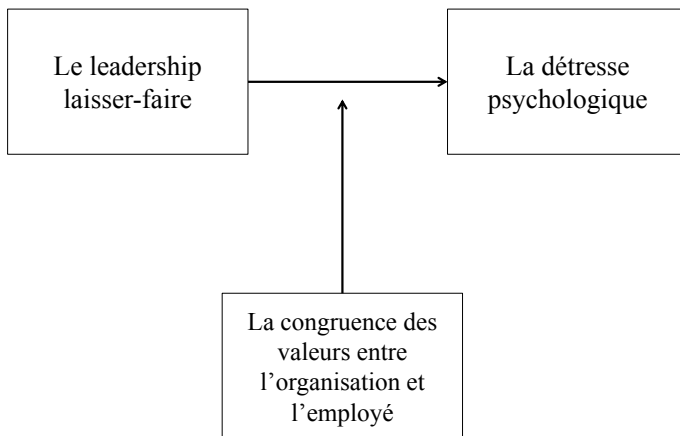 Le leadership
laisser-faire
La détresse
psychologique
La congruence des
valeurs entre
l’organisation et
l’employé